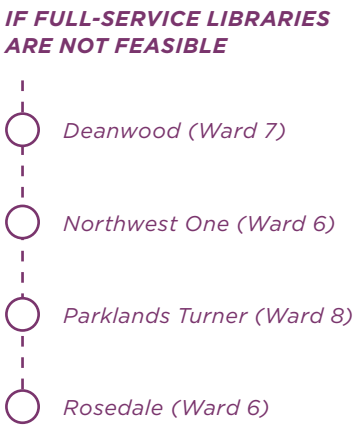 IF FULL-SERVICE LIBRARIES
ARE NOT FEASIBLE
Deanwood (Ward 7)
Northwest One (Ward 6)
Parklands Turner (Ward 8)
Rosedale (Ward 6)